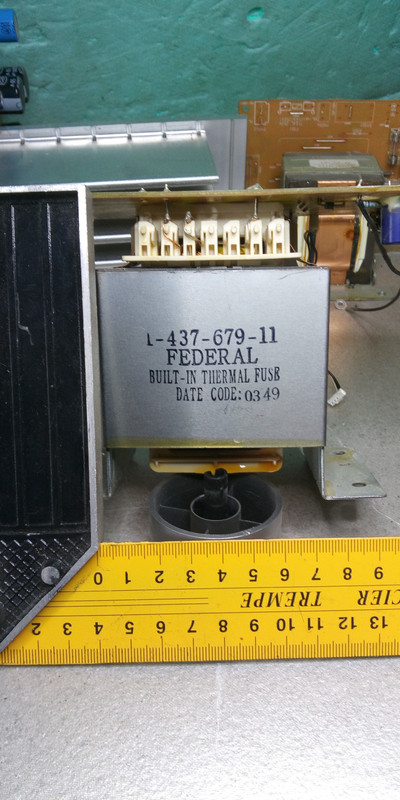 1-437-679-11
FEDERAL
BUILT-IN THERMAL FUSE
DATE CODE: 0349
0 1 2 3 4 5 6 7 8 9
CIER TREMPE
2 3 4 5 6 7 8 9 10 11 12 13